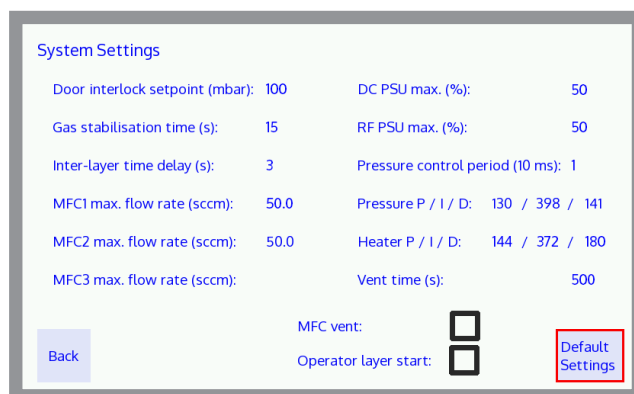 System Settings
Door interlock setpoint (mbar): 100 DC PSU max. (%): 50
Gas stabilisation time (s): 15 RF PSU max. (%): 50
Inter-layer time delay (s): 3 Pressure control period (10 ms): 1
MFC1 max. flow rate (sccm): 50.0 Pressure P / I / D: 130 / 398 / 141
MFC2 max. flow rate (sccm): 50.0 Heater P / I / D: 144 / 372 / 180
MFC3 max. flow rate (sccm): Vent time (s): 500
MFC vent:
Operator layer start:
Back
Default
Settings